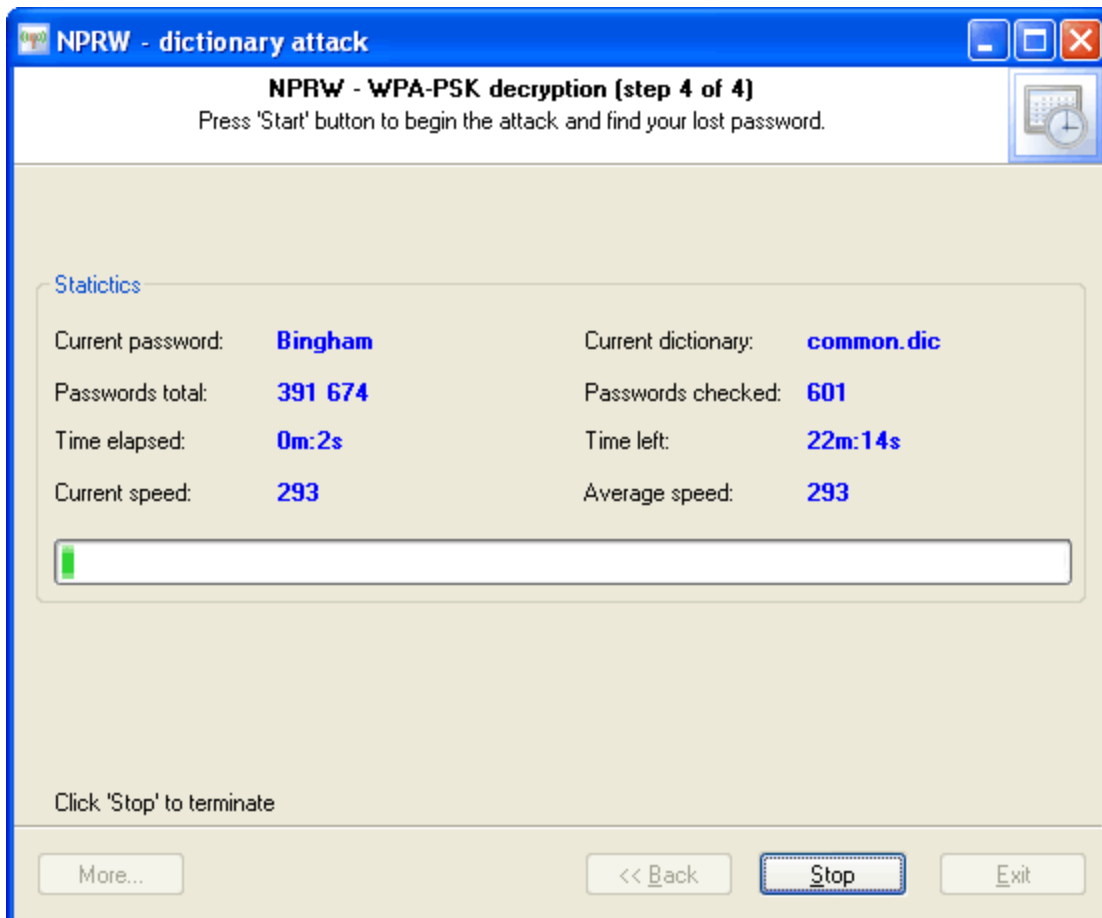 NPRW - dictionary attack
NPRW - WPA-PSK decryption (step 4 of 4)
Press 'Start' button to begin the attack and find your lost password.
Statictics
Current password: Bingham Current dictionary: common.dic
Passwords total: 391 674 Passwords checked: 601
Time elapsed: 0m:2s Time left: 22m:14s
Current speed: 293 Average speed: 293
Click 'Stop' to terminate
More... << Back Stop Exit